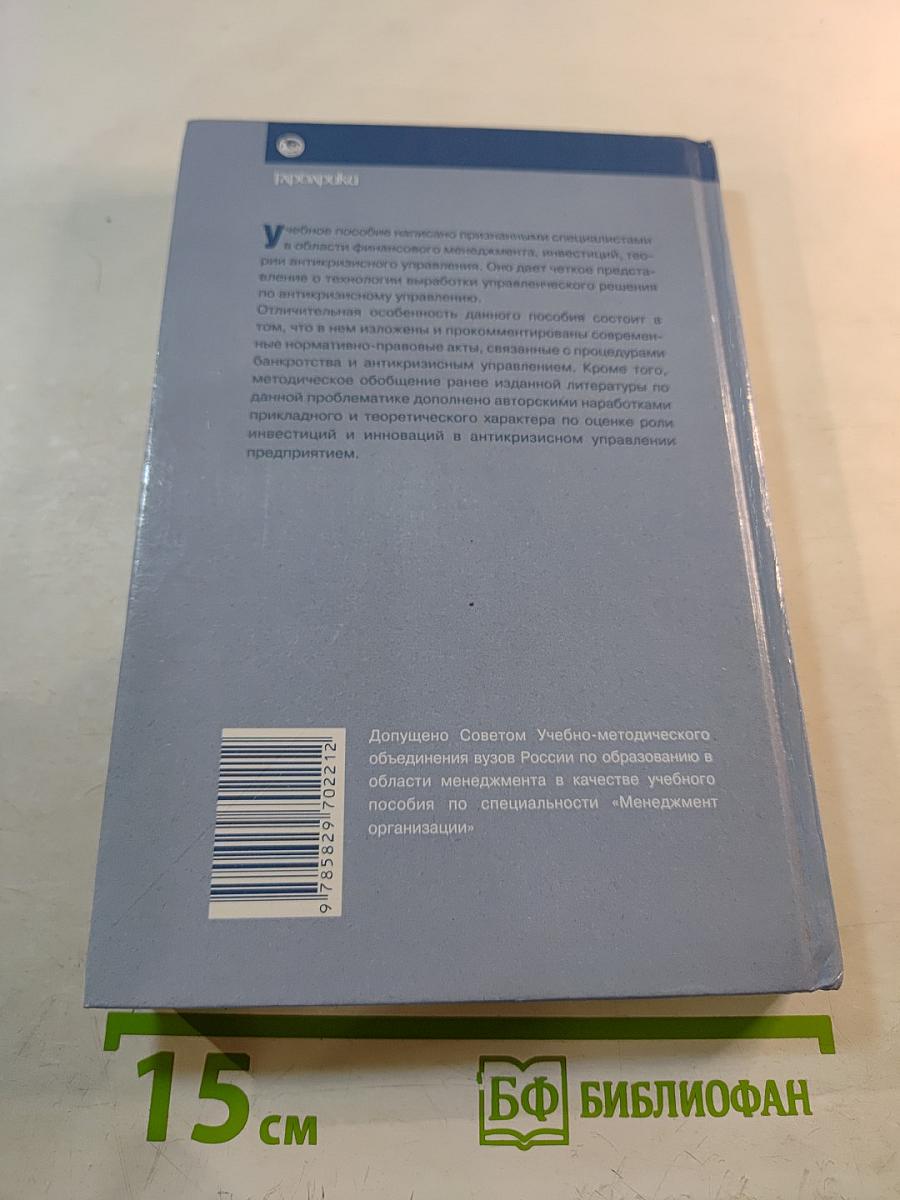 гардарики
Учебное пособие написано признанными специалистами
в области финансового менеджмента, инвестиций, тео-
рии антикризисного управления. Оно дает четкое предста-
вление о технологии выработки управленческого решения
по антикризисному управлению.
Отличительная особенность данного пособия состоит в
том, что в нем изложены и прокомментированы современ-
ные нормативно-правовые акты, связанные с процедурами
банкротства и антикризисным управлением. Кроме того,
методическое обобщение ранее изданной литературы по
данной проблематике дополнено авторскими наработками
прикладного и теоретического характера по оценке роли
инвестиций и инноваций в антикризисном управлении
предприятием.
Допущено Советом Учебно-методического
объединения вузов России по образованию в
области менеджмента в качестве учебного
пособия по специальности «Менеджмент
организации»
9 785829 702212
15 см
БФ БИБЛИОФАН